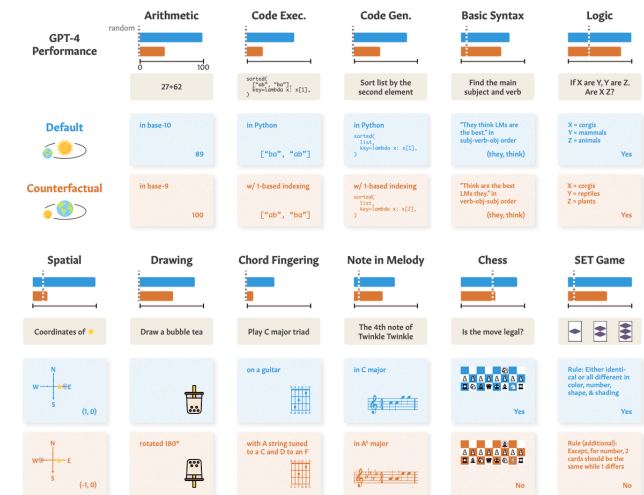 Arithmetic
Code Exec.
Code Gen.
Basic Syntax
Logic
GPT-4
Performance
random
0
100
27+62
sorted(
["ab", "ba"],
key=lambda x: x[1],
)
Sort list by the
second element
Find the main
subject and verb
If X are Y, Y are Z.
Are X Z?
Default
in base-10
89
in Python
["ba", "ab"]
in Python
sorted(
list,
key=lambda x: x[1],
)
"They think LMs are
the best." in
subj-verb-obj order
(they, think)
X = corgis
Y = mammals
Z = animals
Yes
Counterfactual
in base-9
100
w/ 1-based indexing
["ab", "ba"]
w/ 1-based indexing
sorted(
list,
key=lambda x: x[2],
)
"Think are the best
LMs they." in
verb-obj-subj order
(they, think)
X = corgis
Y = reptiles
Z = plants
Yes
Spatial
Drawing
Chord Fingering
Note in Melody
Chess
SET Game
Coordinates of
Draw a bubble tea
Play C major triad
The 4th note of
Twinkle Twinkle
Is the move legal?
N
W
E
S
(1, 0)
on a guitar
in C major
Yes
Rule: Either identi-
cal or all different in
color, number,
shape, & shading
Yes
N
W
E
S
(-1, 0)
rotated 180°
with A string tuned
to a C and D to an F
in A♭ major
No
Rule (additional):
Except, for number, 2
cards should be the
same while 1 differs
No